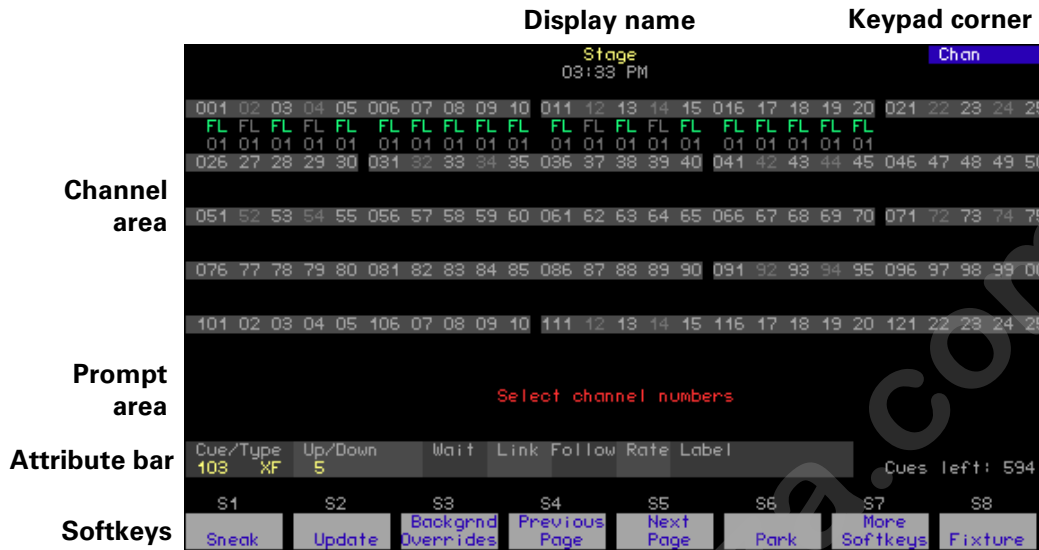 Display name Keypad corner
Stage Chan
03:33 PM
001 02 03 04 05 006 07 08 09 10 011 12 13 14 15 016 17 18 19 20 021 22 23 24 25
FL FL FL FL FL FL FL FL FL FL FL FL FL FL FL FL FL FL FL FL
01 01 01 01 01 01 01 01 01 01 01 01 01 01 01 01 01 01 01 01
026 27 28 29 30 031 32 33 34 35 036 37 38 39 40 041 42 43 44 45 046 47 48 49 50
Channel
area
051 52 53 54 55 056 57 58 59 60 061 62 63 64 65 066 67 68 69 70 071 72 73 74 75
076 77 78 79 80 081 82 83 84 85 086 87 88 89 90 091 92 93 94 95 096 97 98 99 00
101 02 03 04 05 106 07 08 09 10 111 12 13 14 15 116 17 18 19 20 121 22 23 24 25
Prompt
area
Select channel numbers
Attribute bar
Cue/Type Up/Down Wait Link Follow Rate Label
103 XF 5 Cues left: 594
S1 S2 S3 S4 S5 S6 S7 S8
Softkeys
Sneak Update Backgrnd Overrides Previous Page Next Page Park More Softkeys Fixture